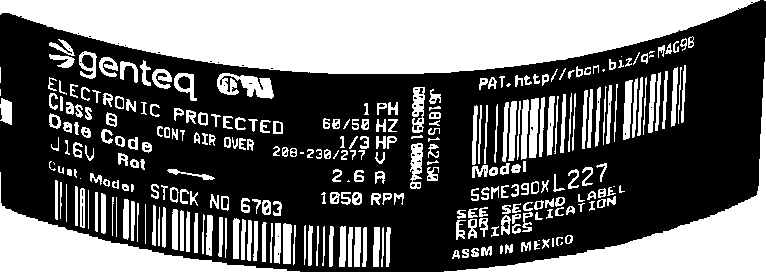 genteq
ELECTRONIC PROTECTED
Class B CONT AIR OVER
Date Code
J16V Rot
Cust. Model STOCK NO 6703
1 PH
60/50 HZ
1/3 HP
208-230/277 V
2.6 A
1050 RPM
J61BY5142150
PAT. http//rbcm.biz/q=M4G9B
Model
5SME39DXL227
SEE SECOND LABEL
FOR APPLICATION
RATINGS
ASSM IN MEXICO